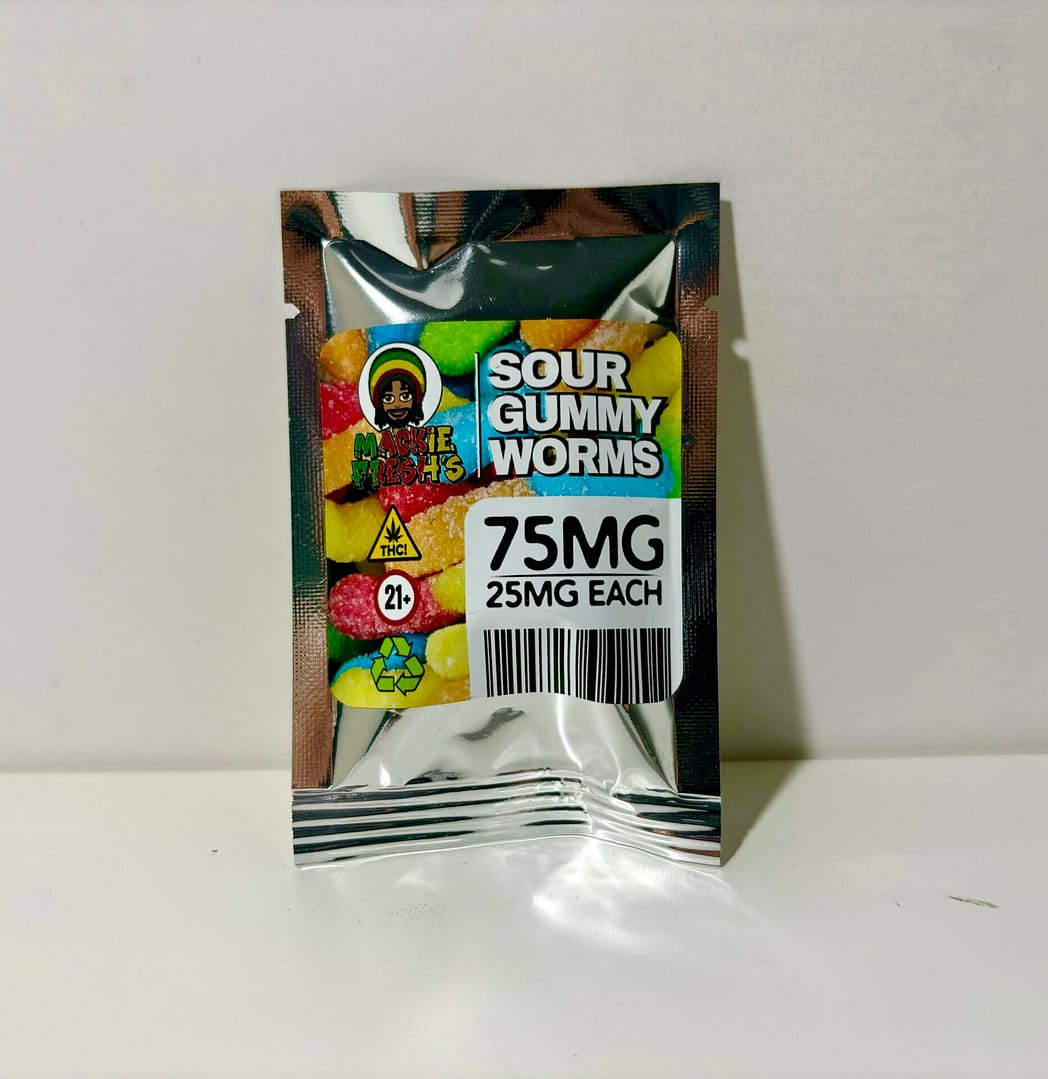 MACKIE
FRESH'S
SOUR
GUMMY
WORMS
THC!
21+
75MG
25MG EACH